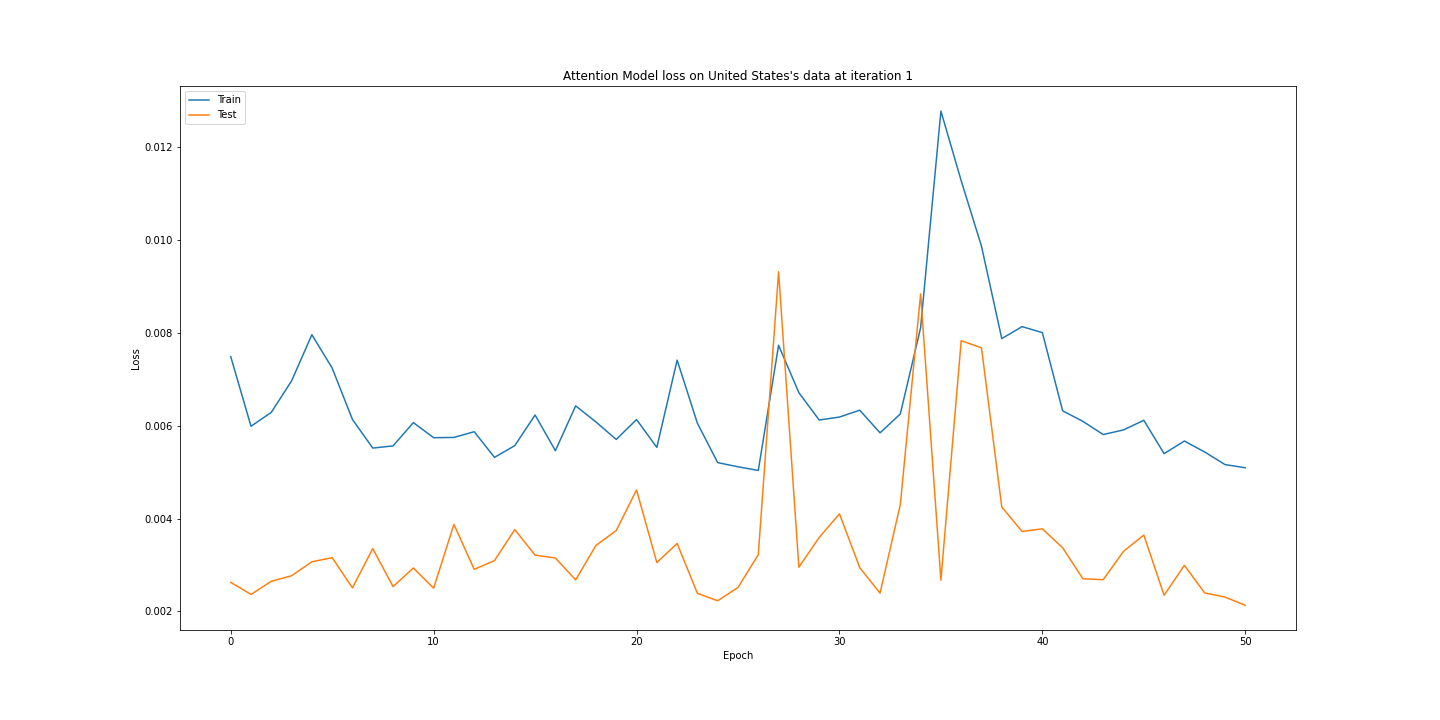 Attention Model loss on United States's data at iteration 1
Train
Test
0.012
0.010
0.008
0.006
0.004
0.002
Loss
0 10 20 30 40 50
Epoch